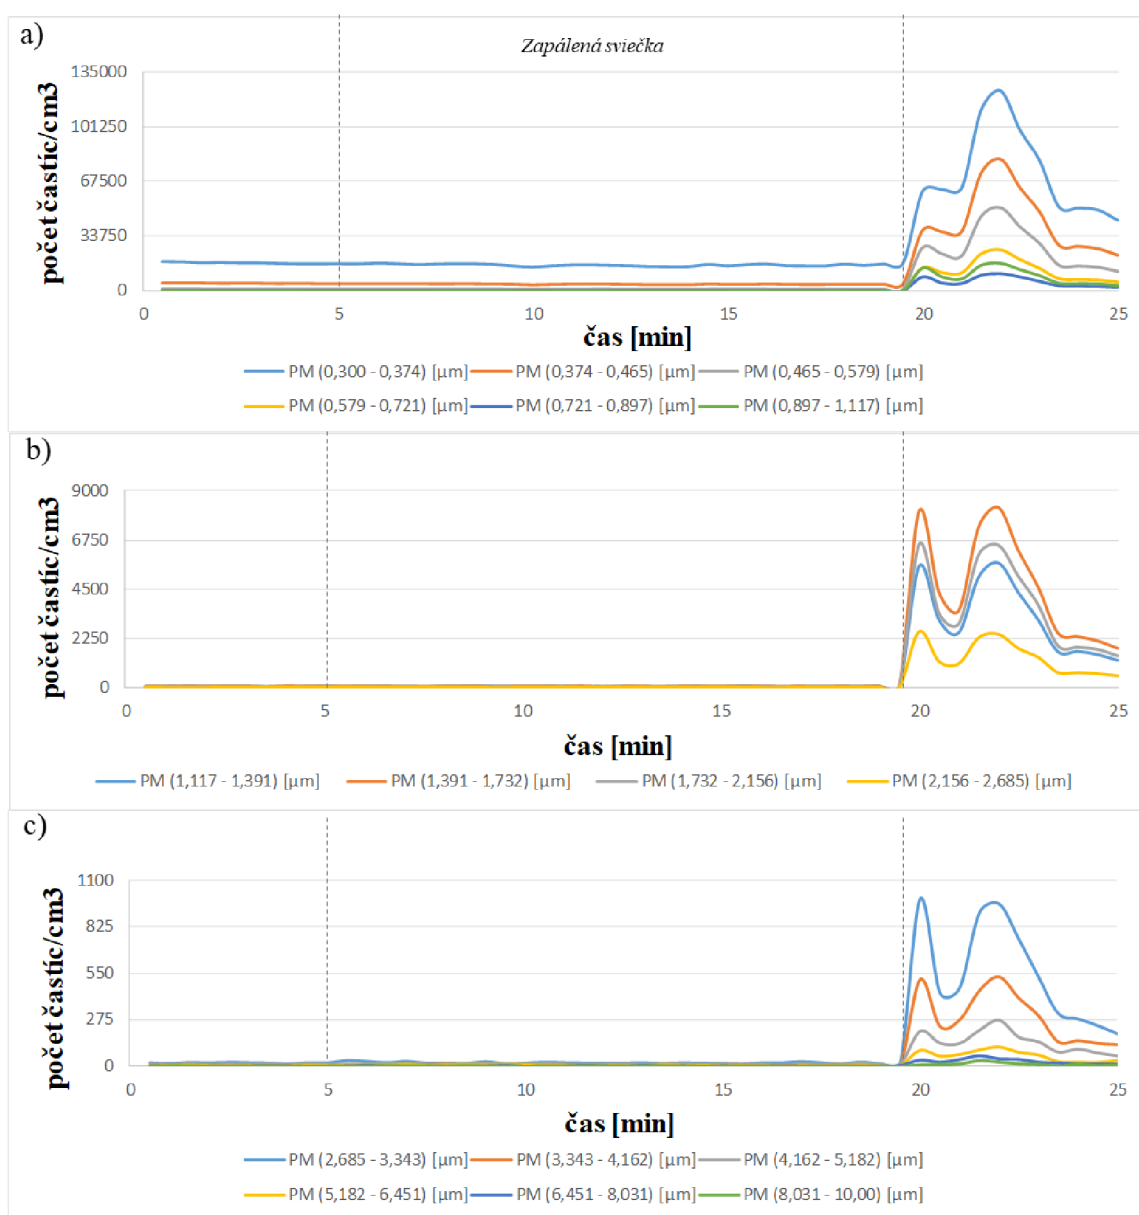 a)
Zapálená sviečka
počet častíc/cm3
135000
101250
67500
33750
0
0 5 10 15 20 25
čas [min]
PM (0,300 - 0,374) [µm] PM (0,374 - 0,465) [µm] PM (0,465 - 0,579) [µm]
PM (0,579 - 0,721) [µm] PM (0,721 - 0,897) [µm] PM (0,897 - 1,117) [µm]
b)
počet častíc/cm3
9000
6750
4500
2250
0
0 5 10 15 20 25
čas [min]
PM (1,117 - 1,391) [µm] PM (1,391 - 1,732) [µm] PM (1,732 - 2,156) [µm] PM (2,156 - 2,685) [µm]
c)
počet častíc/cm3
1100
825
550
275
0
0 5 10 15 20 25
čas [min]
PM (2,685 - 3,343) [µm] PM (3,343 - 4,162) [µm] PM (4,162 - 5,182) [µm]
PM (5,182 - 6,451) [µm] PM (6,451 - 8,031) [µm] PM (8,031 - 10,00) [µm]